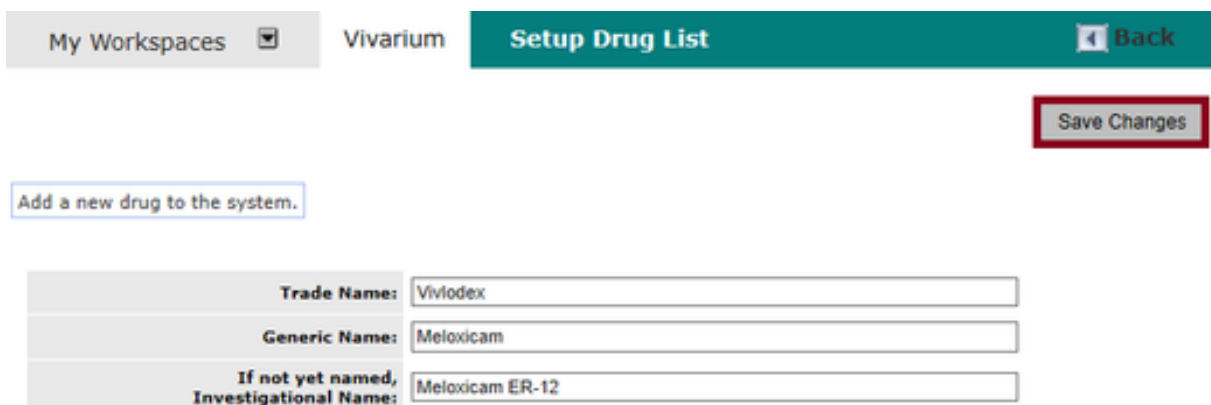 My Workspaces Vivarium Setup Drug List Back
Save Changes
Add a new drug to the system.
Trade Name: Vivlodex
Generic Name: Meloxicam
If not yet named,
Investigational Name: Meloxicam ER-12